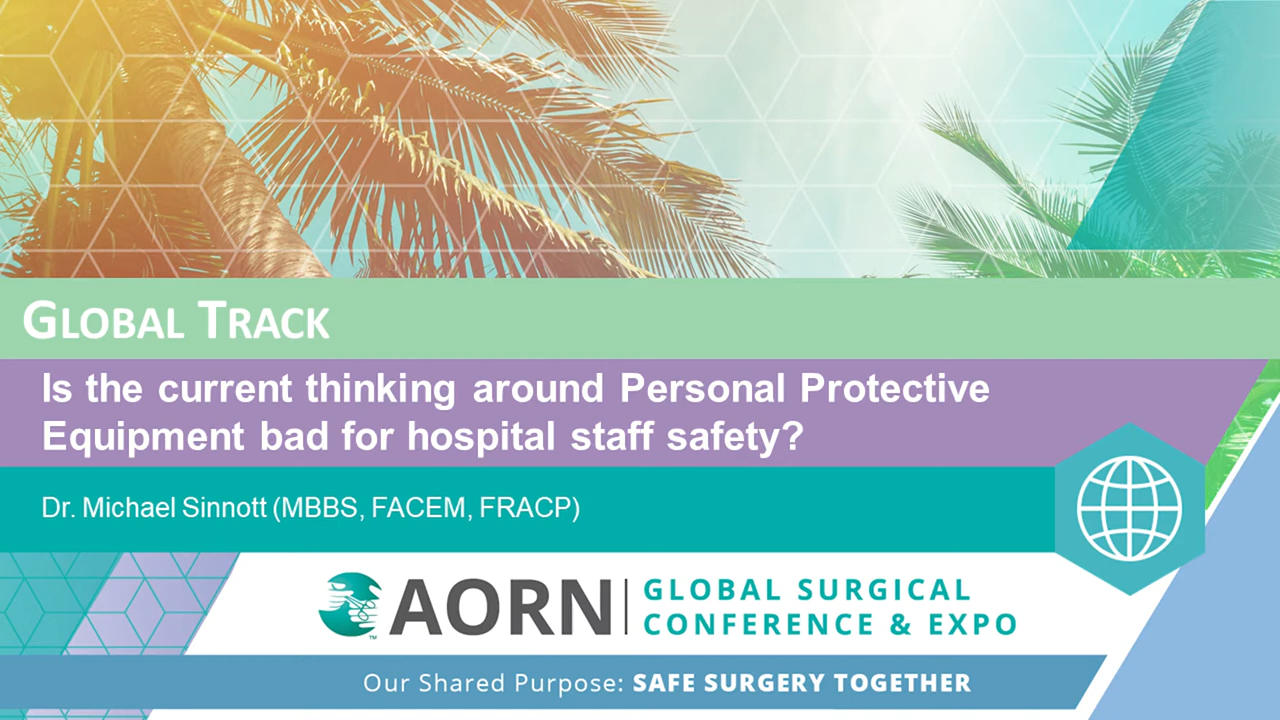 GLOBAL TRACK
Is the current thinking around Personal Protective
Equipment bad for hospital staff safety?
Dr. Michael Sinnott (MBBS, FACEM, FRACP)
AORN
GLOBAL SURGICAL
CONFERENCE & EXPO
TM
Our Shared Purpose: SAFE SURGERY TOGETHER